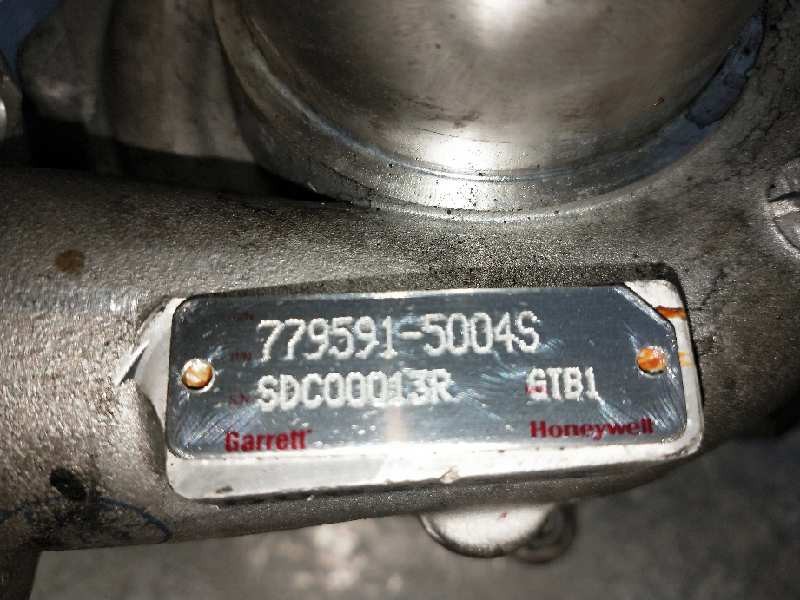 779591-5004S
SDC00013R GTB1
Garrett Honeywell